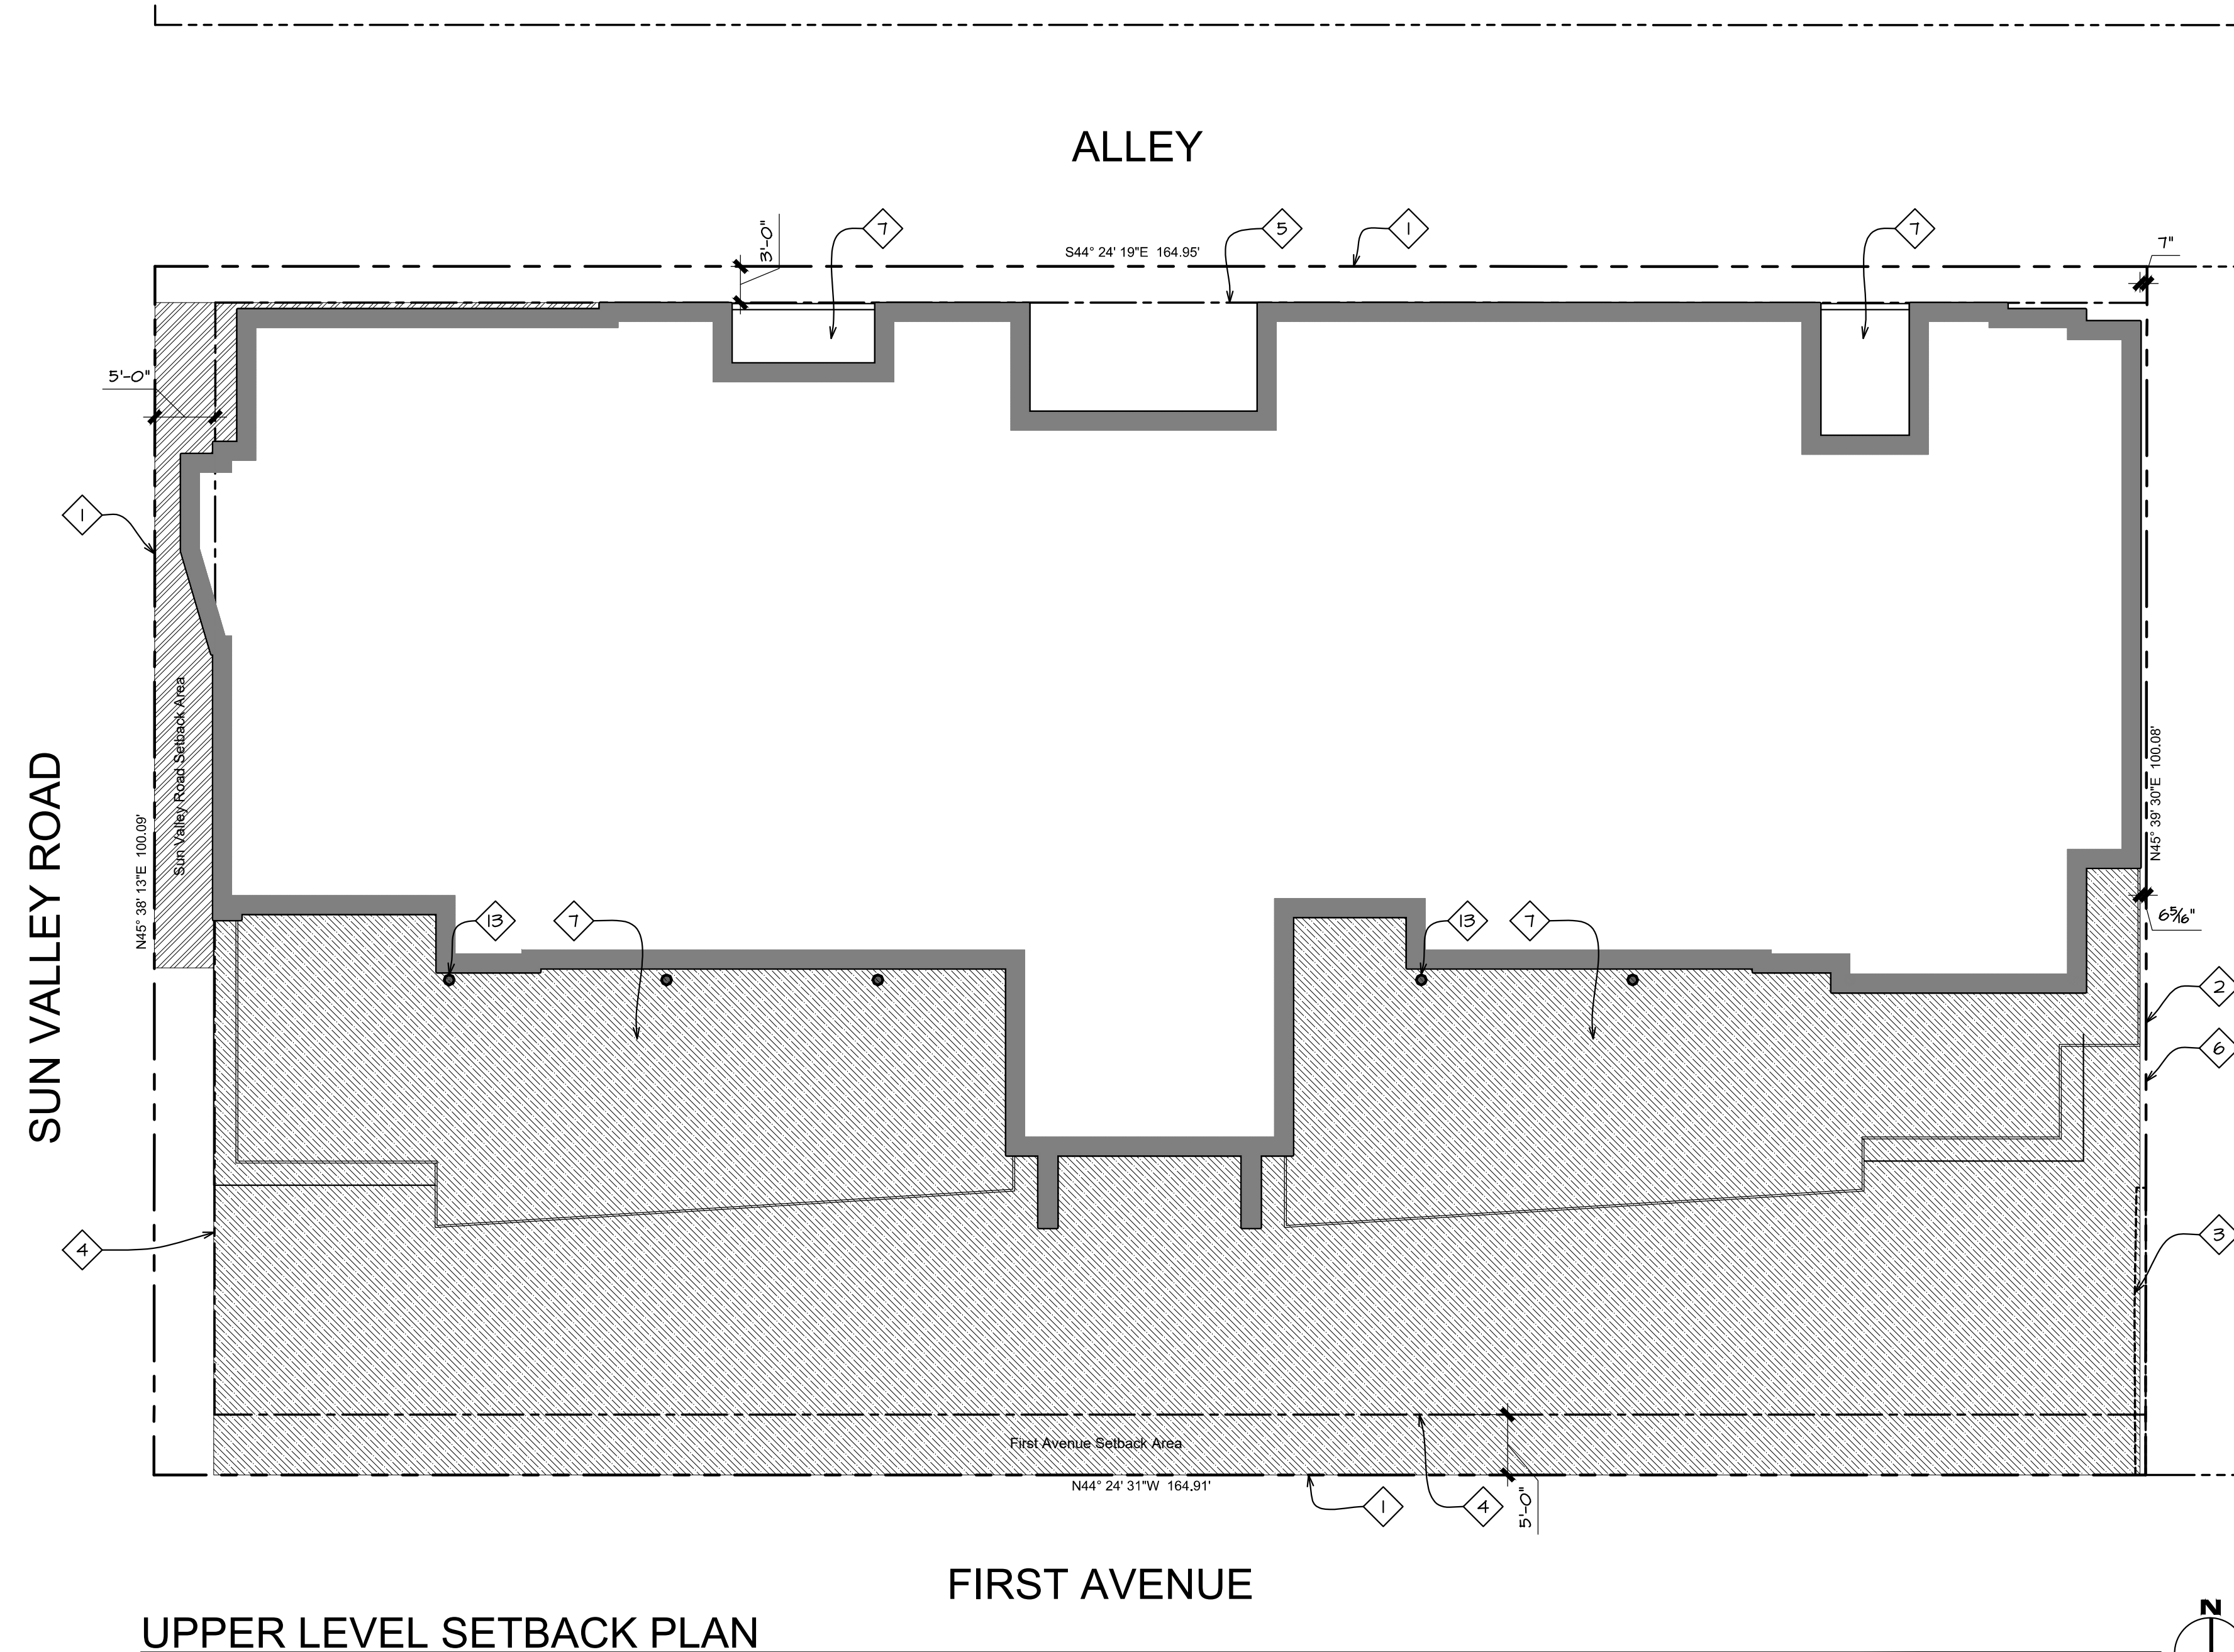 ALLEY
7
5
1
7
3'-0"
S44° 24' 19"E 164.95'
7"
5'-0"
1
Sun Valley Road Setback Area
SUN VALLEY ROAD
N45° 38' 13"E 100.09'
N45° 39' 30"E 100.08'
13
7
13
7
6 5/16"
2
6
4
3
First Avenue Setback Area
N44° 24' 31"W 164.91'
1
4
5'-0"
FIRST AVENUE
UPPER LEVEL SETBACK PLAN
N